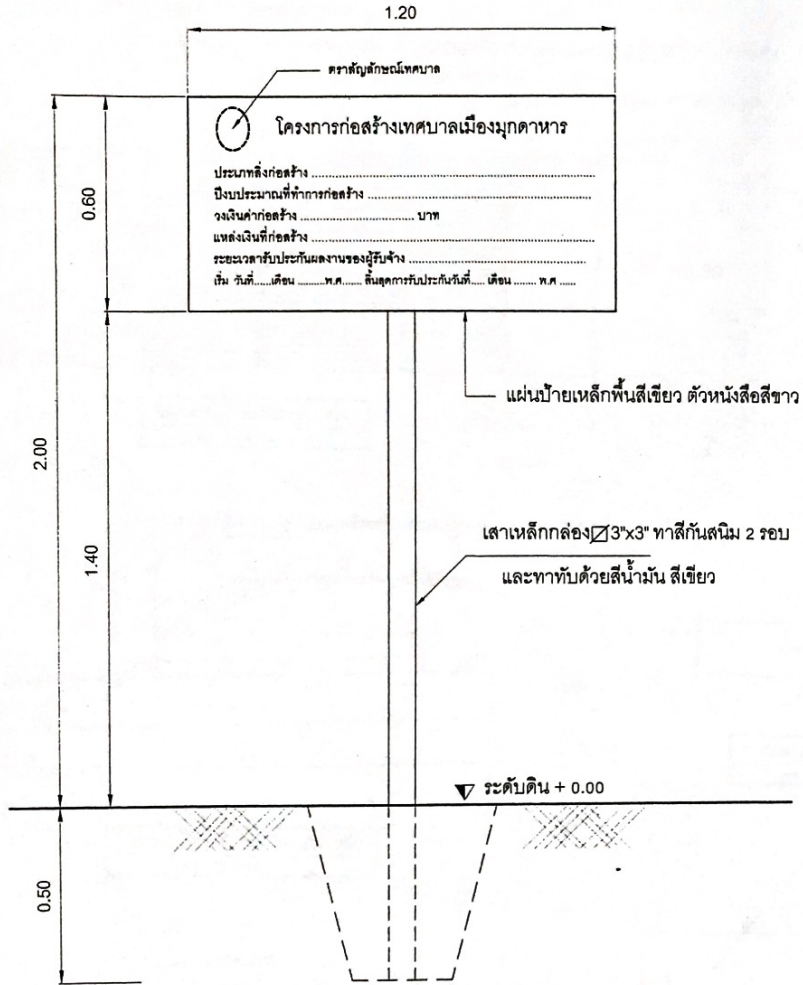 1.20
ตราสัญลักษณ์เทศบาล
โครงการก่อสร้างเทศบาลเมืองมุกดาหาร
ประเภทสิ่งก่อสร้าง ........................................
ปีงบประมาณที่ทำการก่อสร้าง ........................................
วงเงินค่าก่อสร้าง .............................. บาท
แหล่งเงินที่ก่อสร้าง ........................................
ระยะเวลารับประกันผลงานของผู้รับจ้าง ........................................
เริ่ม วันที่......เดือน .........พ.ศ....... สิ้นสุดการรับประกันวันที่..... เดือน ........ พ.ศ ......
0.60
แผ่นป้ายเหล็กพื้นสีเขียว ตัวหนังสือสีขาว
2.00
1.40
เสาเหล็กกล่อง 3"x3" ทาสีกันสนิม 2 รอบ
และทาทับด้วยสีน้ำมัน สีเขียว
ระดับดิน + 0.00
0.50